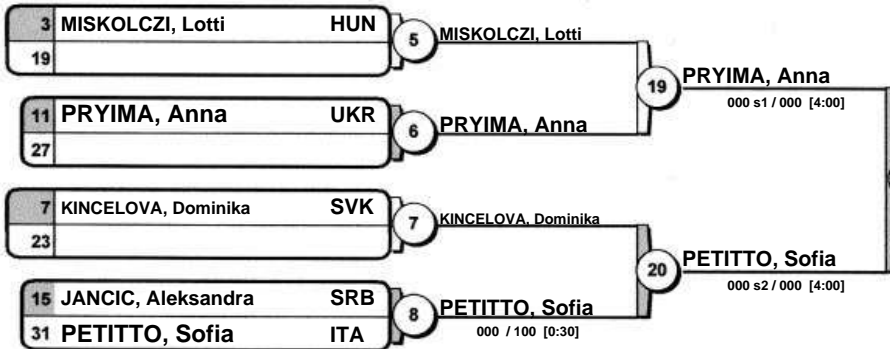 3 MISKOLCZI, Lotti HUN
19
5 MISKOLCZI, Lotti
11 PRYIMA, Anna UKR
27
6 PRYIMA, Anna
19 PRYIMA, Anna
000 s1 / 000 [4:00]
7 KINCELOVA, Dominika SVK
23
7 KINCELOVA, Dominika
15 JANCIC, Aleksandra SRB
31 PETITTO, Sofia ITA
8 PETITTO, Sofia
000 / 100 [0:30]
20 PETITTO, Sofia
000 s2 / 000 [4:00]